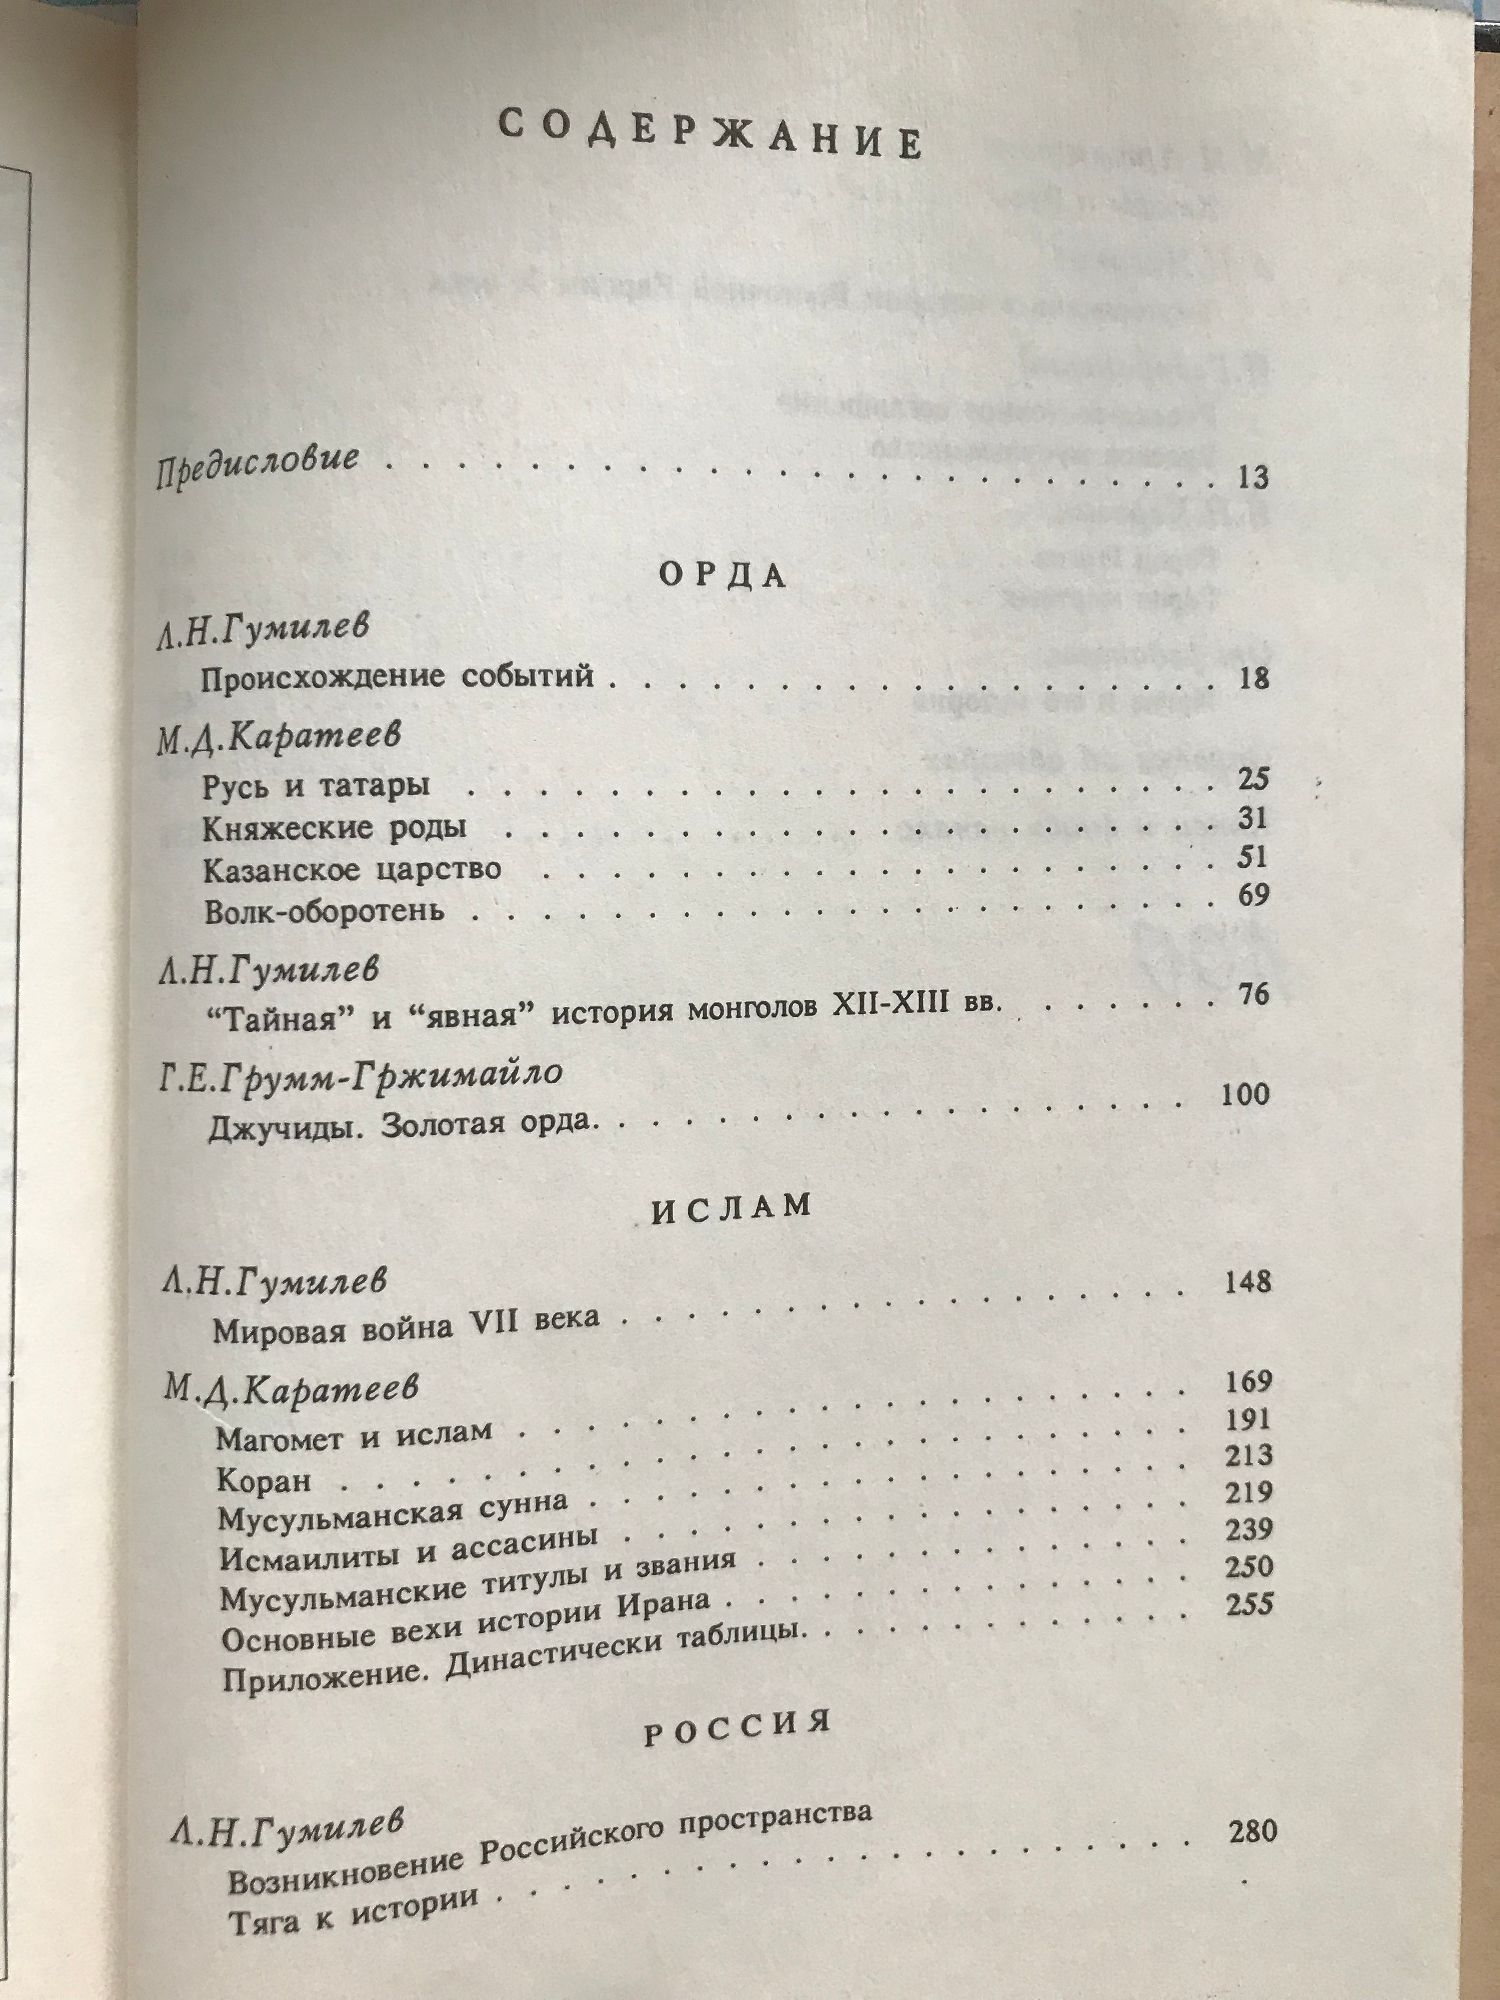 СОДЕРЖАНИЕ
Предисловие . . . . . . . . . . . . . . . . . . . . . . . . 13
ОРДА
Л.Н.Гумилев
Происхождение событий . . . . . . . . . . . . . . . . . . 18
М.Д.Каратеев
Русь и татары . . . . . . . . . . . . . . . . . . . . . . 25
Княжеские роды . . . . . . . . . . . . . . . . . . . . . 31
Казанское царство . . . . . . . . . . . . . . . . . . . . 51
Волк-оборотень . . . . . . . . . . . . . . . . . . . . . 69
Л.Н.Гумилев
“Тайная” и “явная” история монголов XII-XIII вв. . . . . . . 76
Г.Е.Грумм-Гржимайло
Джучиды. Золотая орда. . . . . . . . . . . . . . . . . . 100
ИСЛАМ
Л.Н.Гумилев
Мировая война VII века . . . . . . . . . . . . . . . . . 148
М.Д.Каратеев
Магомет и ислам . . . . . . . . . . . . . . . . . . . . 169
Коран . . . . . . . . . . . . . . . . . . . . . . . . . 191
Мусульманская сунна . . . . . . . . . . . . . . . . . . 213
Исмаилиты и ассасины . . . . . . . . . . . . . . . . . 219
Мусульманские титулы и звания . . . . . . . . . . . . . 239
Основные вехи истории Ирана . . . . . . . . . . . . . . 250
Приложение. Династически таблицы. . . . . . . . . . . . 255
РОССИЯ
Л.Н.Гумилев
Возникновение Российского пространства
Тяга к истории . . . . . . . . . . . . . . . . . . . . . 280